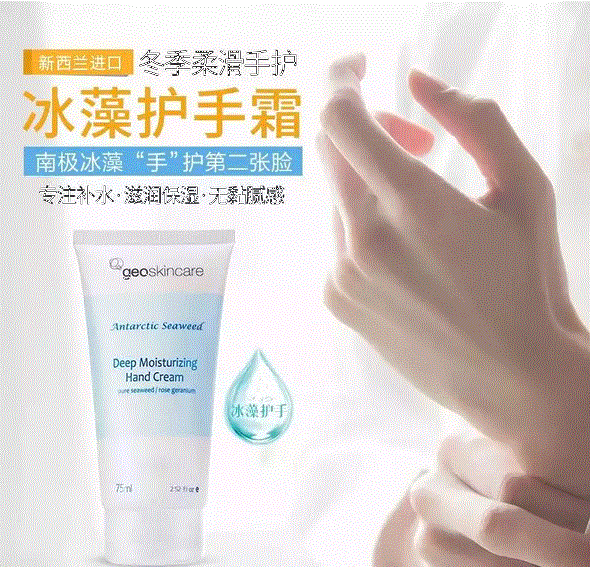 新西兰进口 冬季柔滑手护
冰藻护手霜
南极冰藻“手”护第二张脸
专注补水·滋润保湿·无黏腻感
geoskincare
Antarctic Seaweed
Deep Moisturizing
Hand Cream
pure seaweed / rose geranium
冰藻护手
75ml 2.52 fl oz e